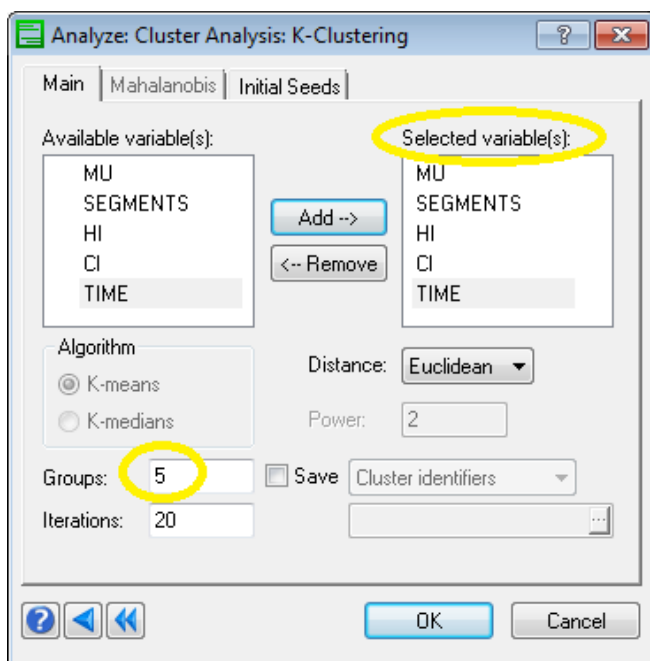 Analyze: Cluster Analysis: K-Clustering
Main Mahalanobis Initial Seeds
Available variable(s): Selected variable(s):
MU MU
SEGMENTS SEGMENTS
Add -->
HI HI
CI <-- Remove CI
TIME TIME
Algorithm
Distance: Euclidean
K-means
K-medians Power: 2
Groups: 5 Save Cluster identifiers
Iterations: 20 ...
? OK Cancel